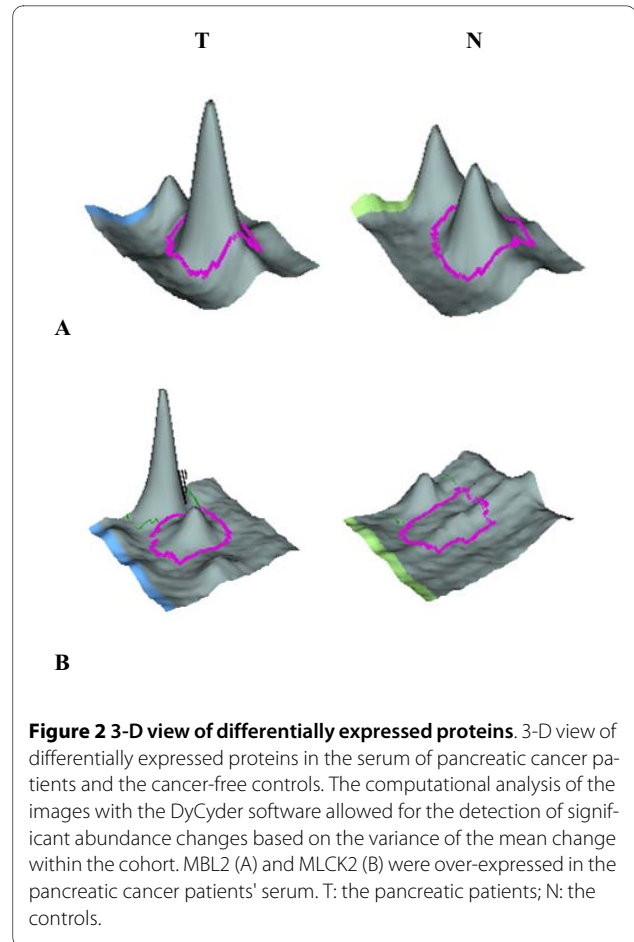 T N
A
B
Figure 2 3-D view of differentially expressed proteins. 3-D view of
differentially expressed proteins in the serum of pancreatic cancer pa-
tients and the cancer-free controls. The computational analysis of the
images with the DyCyder software allowed for the detection of signif-
icant abundance changes based on the variance of the mean change
within the cohort. MBL2 (A) and MLCK2 (B) were over-expressed in the
pancreatic cancer patients' serum. T: the pancreatic patients; N: the
controls.